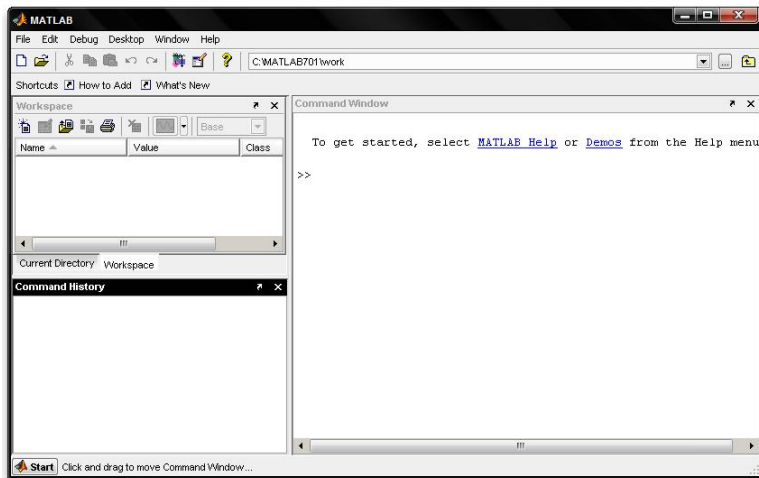 MATLAB
File Edit Debug Desktop Window Help
C:\MATLAB701\work
Shortcuts How to Add What's New
Workspace
Base
Name Value Class
Current Directory Workspace
Command History
Command Window
To get started, select MATLAB Help or Demos from the Help menu
>>
Start Click and drag to move Command Window...